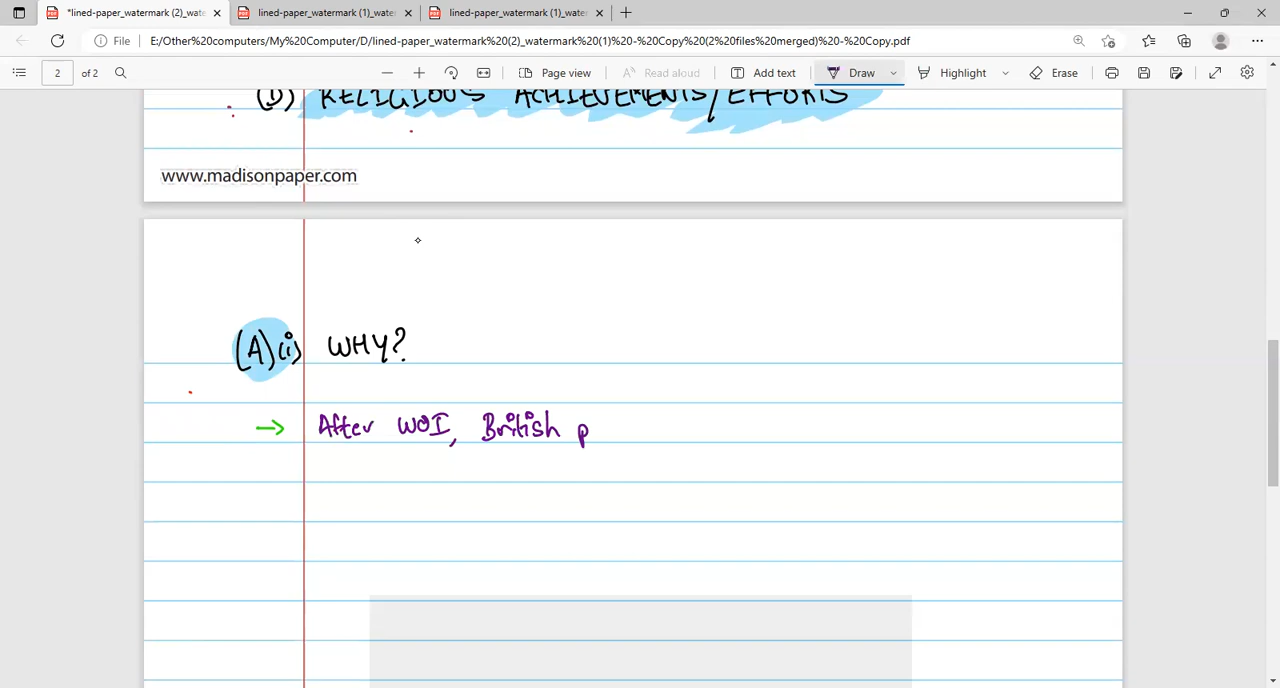 *lined-paper_watermark (2)_wate
lined-paper_watermark (1)_water
lined-paper_watermark (1)_water
File
E:/Other%20computers/My%20Computer/D/lined-paper_watermark%20(2)_watermark%20(1)%20-%20Copy%20(2%20files%20merged)%20-%20Copy.pdf
2 of 2
Page view
Read aloud
Add text
Draw
Highlight
Erase
(D) RELIGIOUS ACHIEVEMENTS/EFFORTS
www.madisonpaper.com
(A)(i) WHY?
→ After WOI, British p